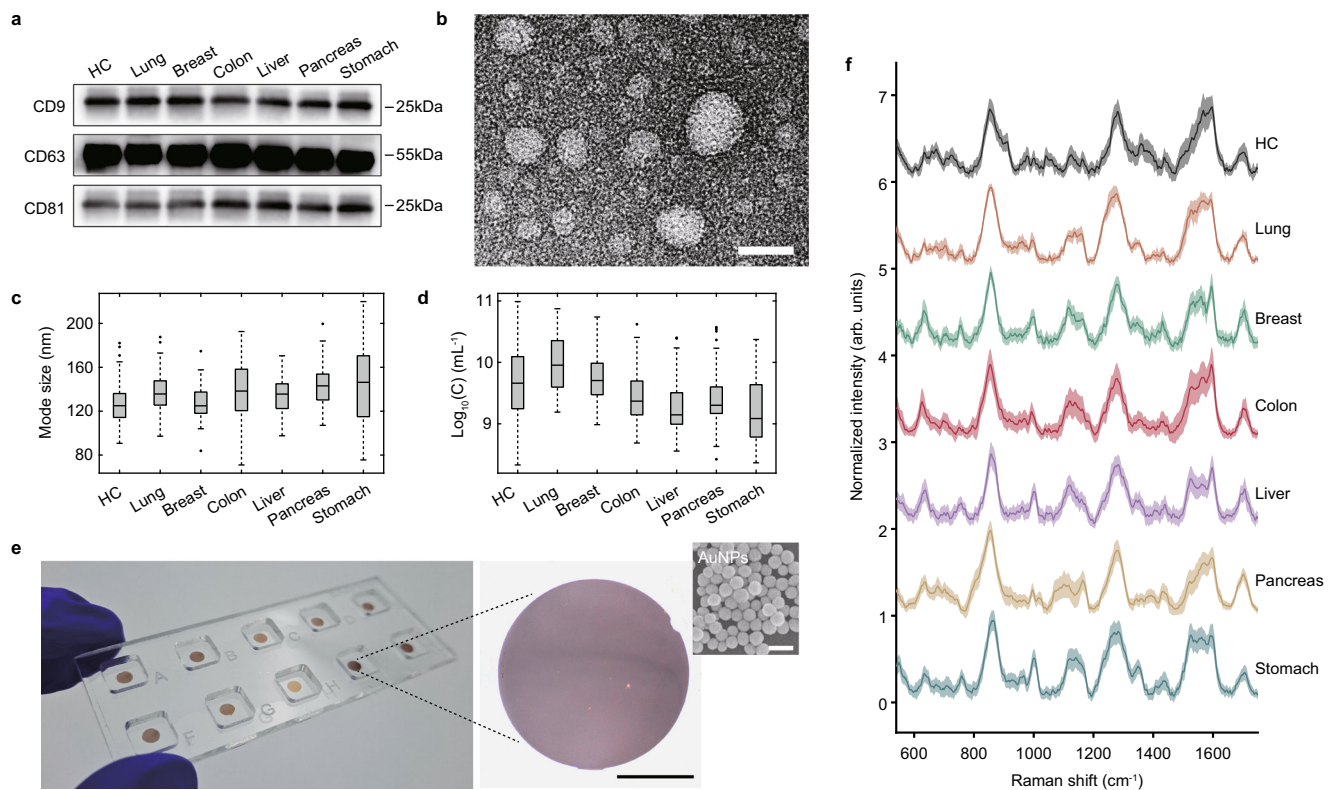 a
HC Lung Breast Colon Liver Pancreas Stomach
CD9 –25kDa
CD63 –55kDa
CD81 –25kDa
b
c
Mode size (nm)
200
160
120
80
HC Lung Breast Colon Liver Pancreas Stomach
d
Log₁₀(C) (mL⁻¹)
11
10
9
HC Lung Breast Colon Liver Pancreas Stomach
e
A B C D
F G H
AuNPs
f
Normalized intensity (arb. units)
7
6
5
4
3
2
1
0
HC
Lung
Breast
Colon
Liver
Pancreas
Stomach
600 800 1000 1200 1400 1600
Raman shift (cm⁻¹)